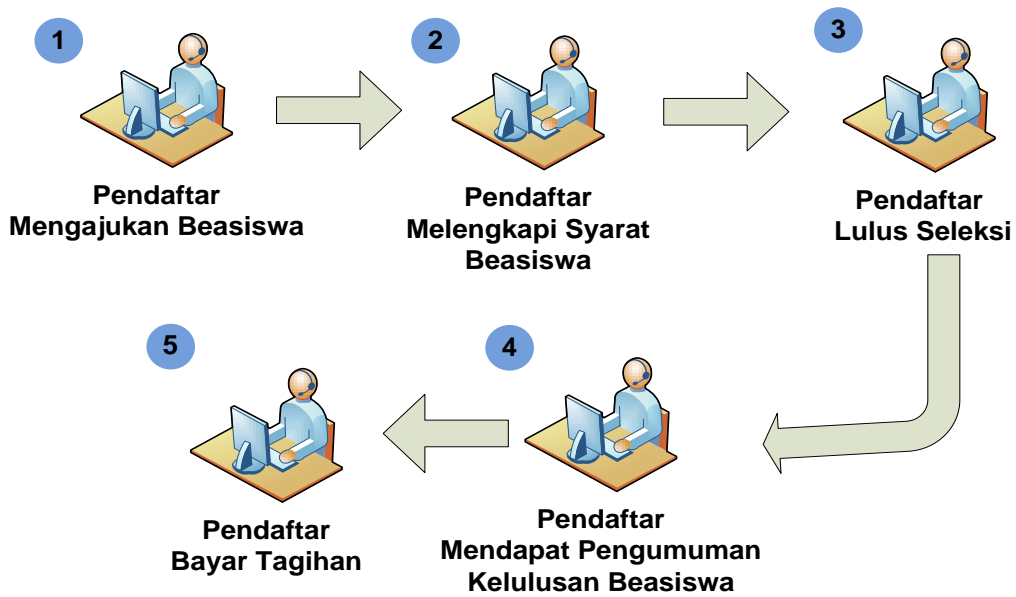 1
Pendaftar
Mengajukan Beasiswa
2
Pendaftar
Melengkapi Syarat
Beasiswa
3
Pendaftar
Lulus Seleksi
4
Pendaftar
Mendapat Pengumuman
Kelulusan Beasiswa
5
Pendaftar
Bayar Tagihan